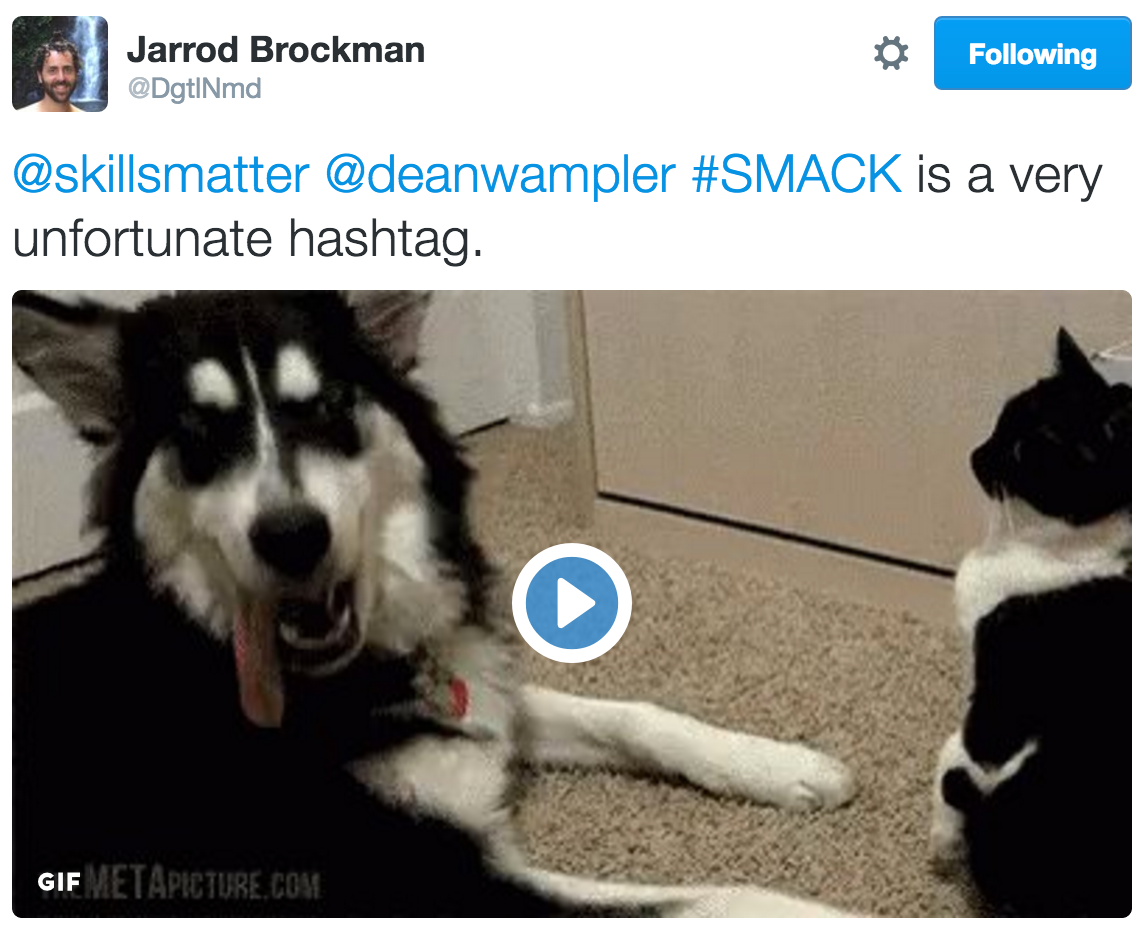 Jarrod Brockman
@DgtlNmd
Following
@skillsmatter @deanwampler #SMACK is a very
unfortunate hashtag.
GIF METAPICTURE.COM